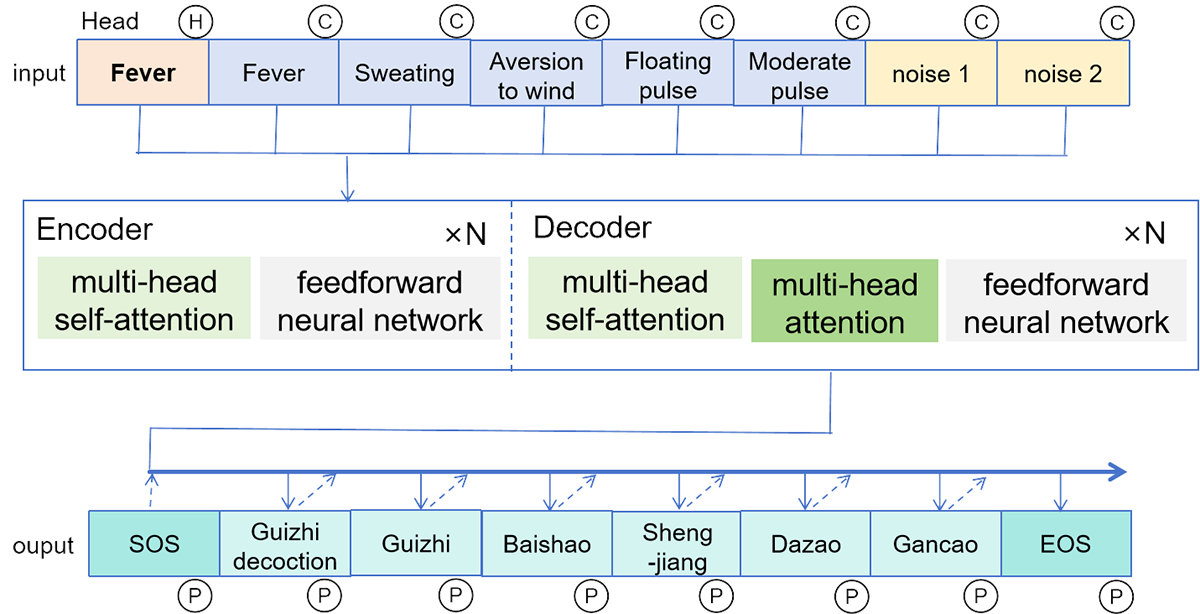 Head H C C C C C C C
input Fever Fever Sweating Aversion to wind Floating pulse Moderate pulse noise 1 noise 2
Encoder ×N Decoder ×N
multi-head self-attention
feedforward neural network
multi-head self-attention
multi-head attention
feedforward neural network
ouput SOS Guizhi decoction Guizhi Baishao Sheng -jiang Dazao Gancao EOS
P P P P P P P P